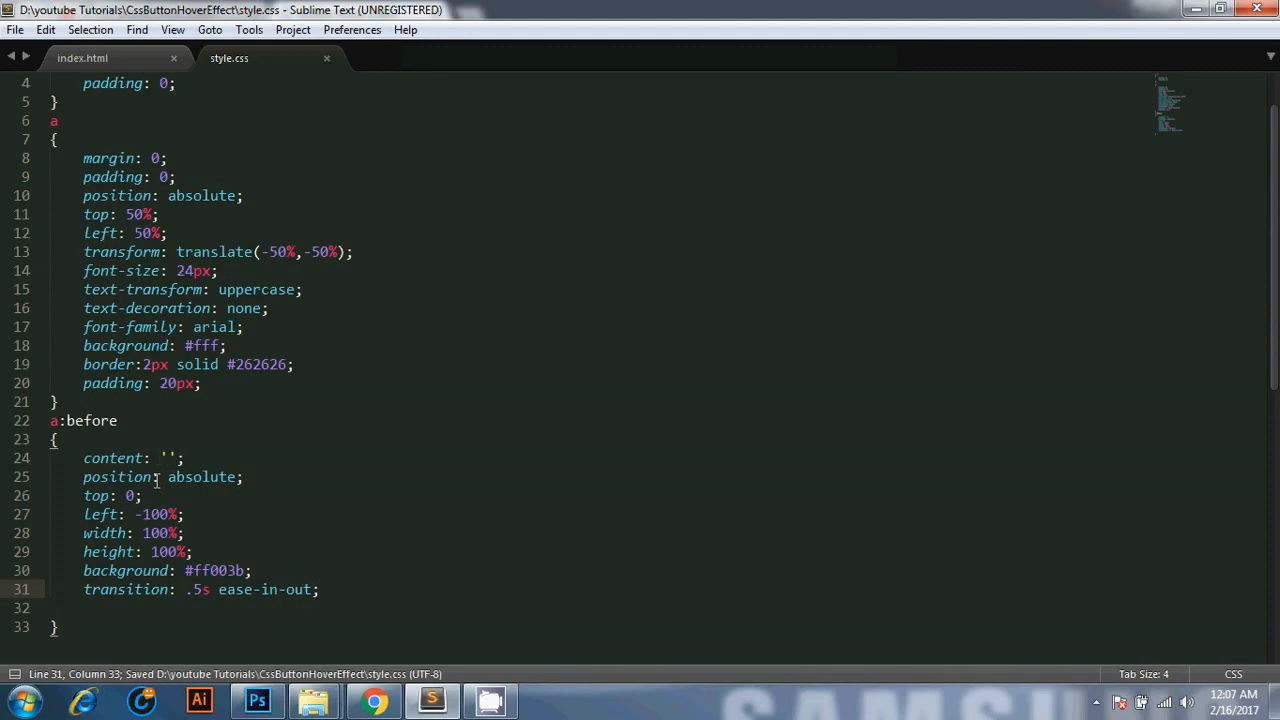 D:\youtube Tutorials\CssButtonHoverEffect\style.css - Sublime Text (UNREGISTERED)
File Edit Selection Find View Goto Tools Project Preferences Help
index.html × style.css ×
4 padding: 0;
5 }
6 a
7 {
8 margin: 0;
9 padding: 0;
10 position: absolute;
11 top: 50%;
12 left: 50%;
13 transform: translate(-50%,-50%);
14 font-size: 24px;
15 text-transform: uppercase;
16 text-decoration: none;
17 font-family: arial;
18 background: #fff;
19 border:2px solid #262626;
20 padding: 20px;
21 }
22 a:before
23 {
24 content: '';
25 position: absolute;
26 top: 0;
27 left: -100%;
28 width: 100%;
29 height: 100%;
30 background: #ff003b;
31 transition: .5s ease-in-out;
32
33 }
Line 31, Column 33; Saved D:\youtube Tutorials\CssButtonHoverEffect\style.css (UTF-8) Tab Size: 4 CSS
Ai Ps S
12:07 AM
2/16/2017